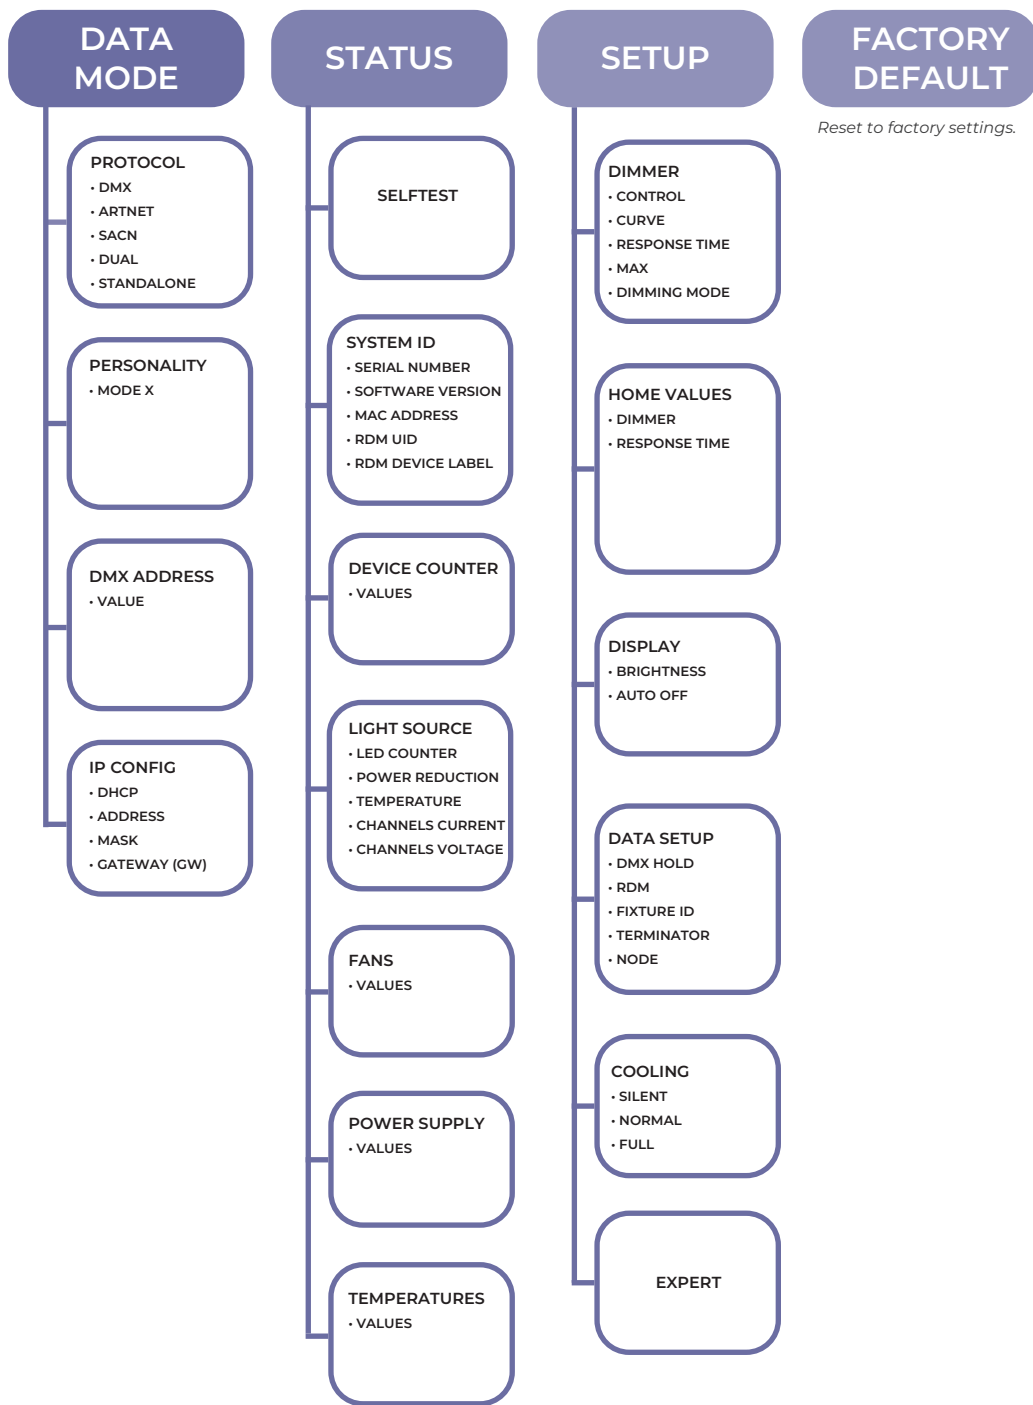 DATA
MODE
PROTOCOL
• DMX
• ARTNET
• SACN
• DUAL
• STANDALONE
PERSONALITY
• MODE X
DMX ADDRESS
• VALUE
IP CONFIG
• DHCP
• ADDRESS
• MASK
• GATEWAY (GW)
STATUS
SELFTEST
SYSTEM ID
• SERIAL NUMBER
• SOFTWARE VERSION
• MAC ADDRESS
• RDM UID
• RDM DEVICE LABEL
DEVICE COUNTER
• VALUES
LIGHT SOURCE
• LED COUNTER
• POWER REDUCTION
• TEMPERATURE
• CHANNELS CURRENT
• CHANNELS VOLTAGE
FANS
• VALUES
POWER SUPPLY
• VALUES
TEMPERATURES
• VALUES
SETUP
DIMMER
• CONTROL
• CURVE
• RESPONSE TIME
• MAX
• DIMMING MODE
HOME VALUES
• DIMMER
• RESPONSE TIME
DISPLAY
• BRIGHTNESS
• AUTO OFF
DATA SETUP
• DMX HOLD
• RDM
• FIXTURE ID
• TERMINATOR
• NODE
COOLING
• SILENT
• NORMAL
• FULL
EXPERT
FACTORY
DEFAULT
Reset to factory settings.